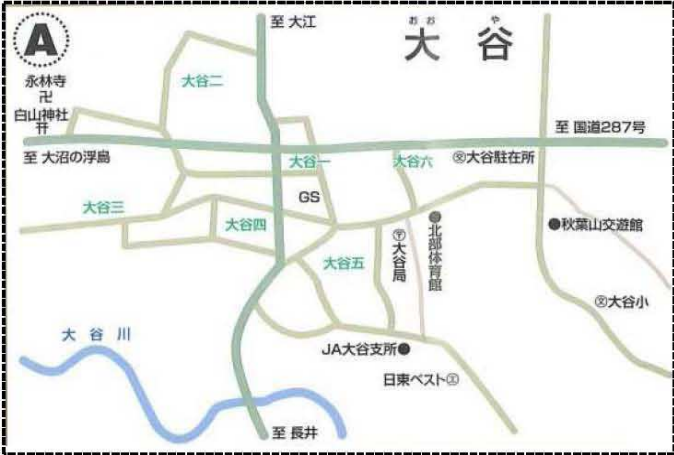 A
至 大江
おお や
大 谷
永林寺
卍
白山神社
大谷二
至 国道287号
至 大沼の浮島
大谷一
大谷六
㊫大谷駐在所
GS
大谷三
大谷四
大谷五
〒大谷局
北部体育館
●秋葉山交遊館
㊛大谷小
大 谷 川
JA大谷支所●
日東ベスト㊓
至 長井